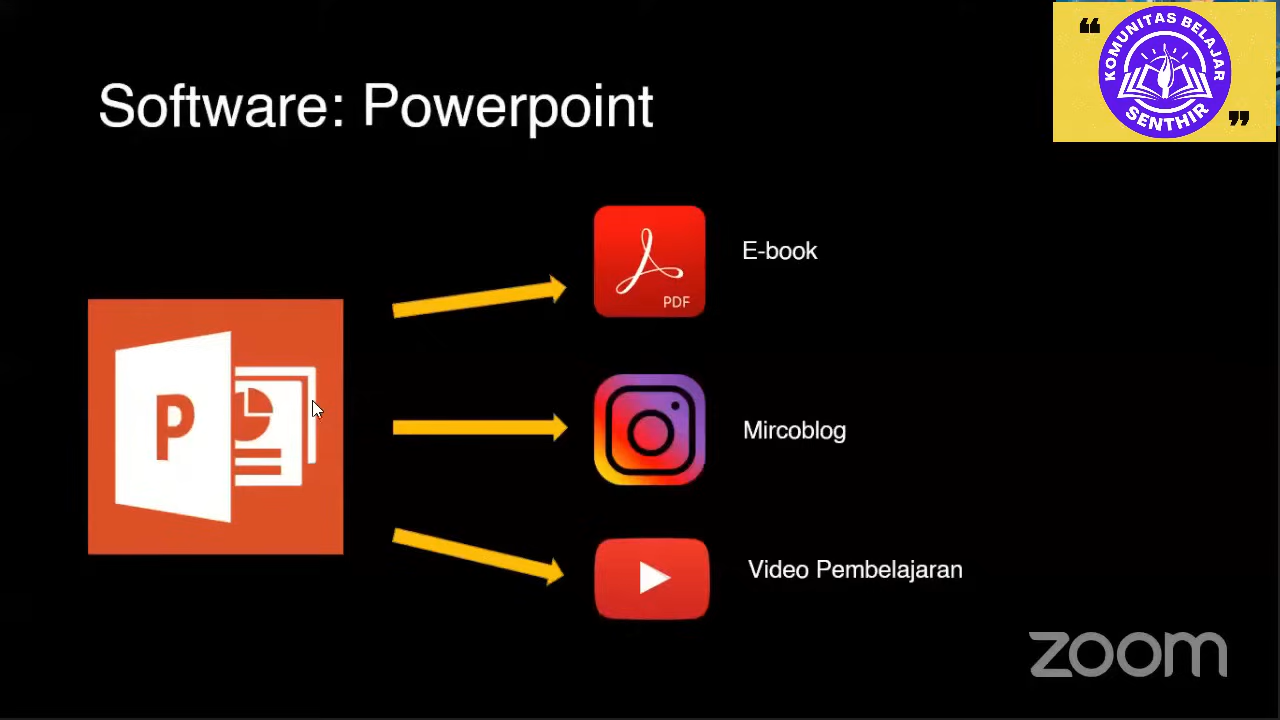 Software: Powerpoint
KOMUNITAS BELAJAR
SENTHIR
PDF
E-book
P
Mircoblog
Video Pembelajaran
zoom